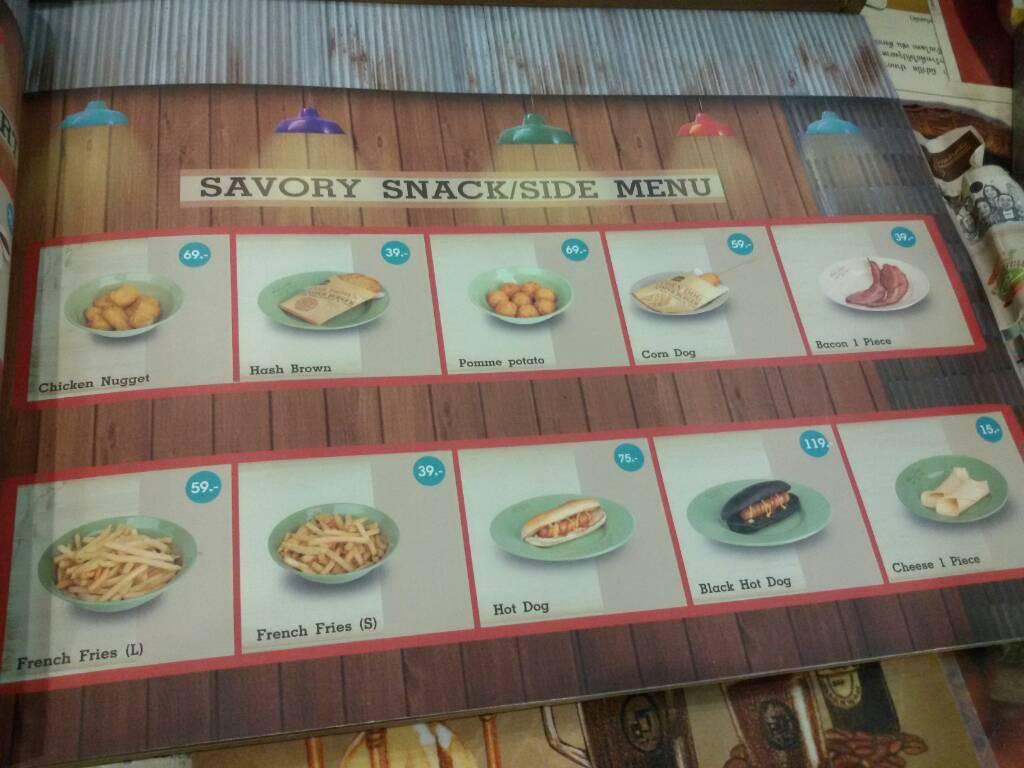 SAVORY SNACK/SIDE MENU
69.-
Chicken Nugget
39.-
Hash Brown
69.-
Pomme potato
59.-
Corn Dog
39.-
Bacon 1 Piece
59.-
French Fries (L)
39.-
French Fries (S)
75.-
Hot Dog
119.-
Black Hot Dog
15.-
Cheese 1 Piece